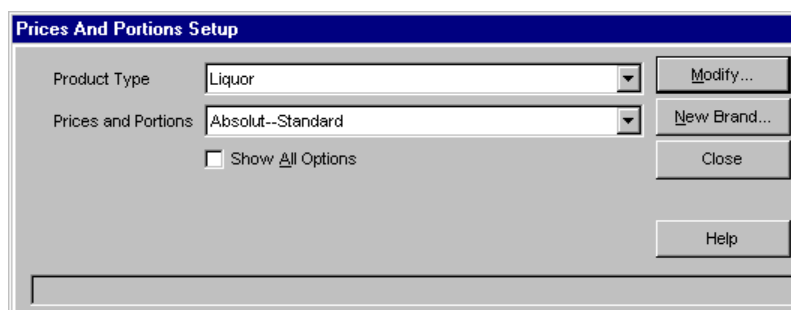 Prices And Portions Setup
Product Type Liquor Modify...
Prices and Portions Absolut--Standard New Brand...
Show All Options Close
Help